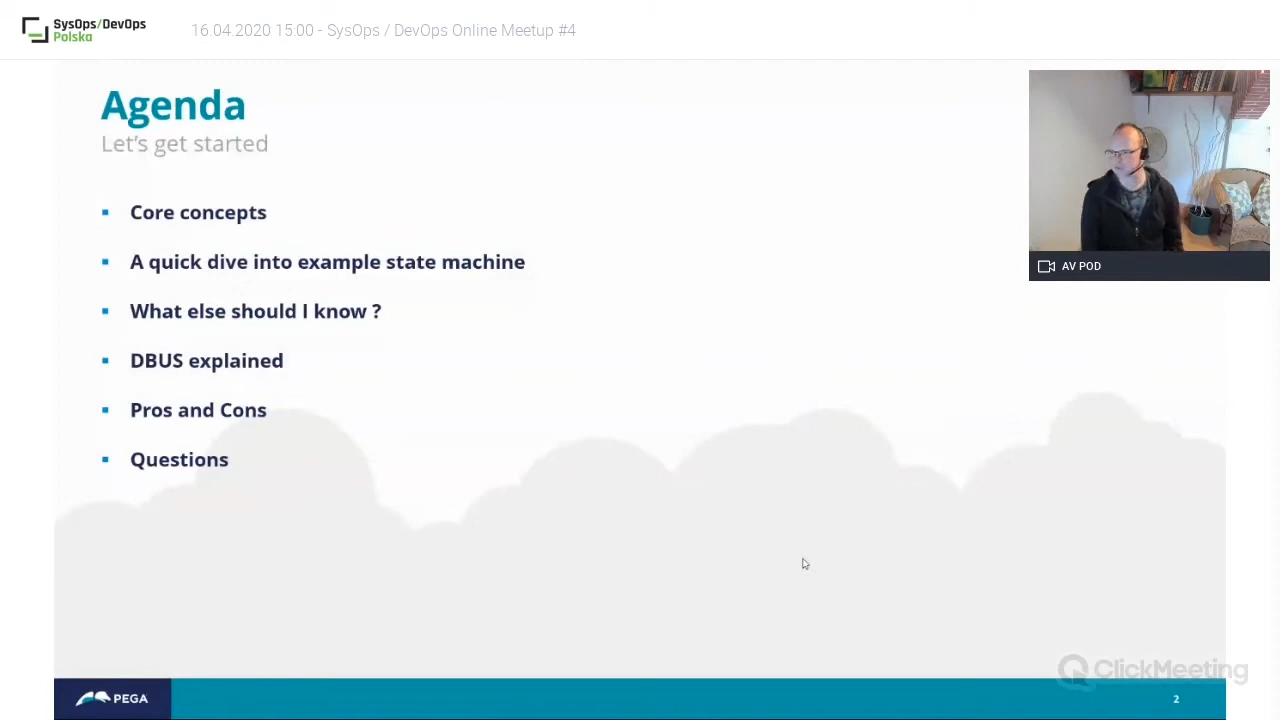 SysOps/DevOps
Polska
16.04.2020 15:00 - SysOps / DevOps Online Meetup #4
Agenda
Let's get started
Core concepts
A quick dive into example state machine
What else should I know ?
DBUS explained
Pros and Cons
Questions
AV POD
ClickMeeting
PEGA
2